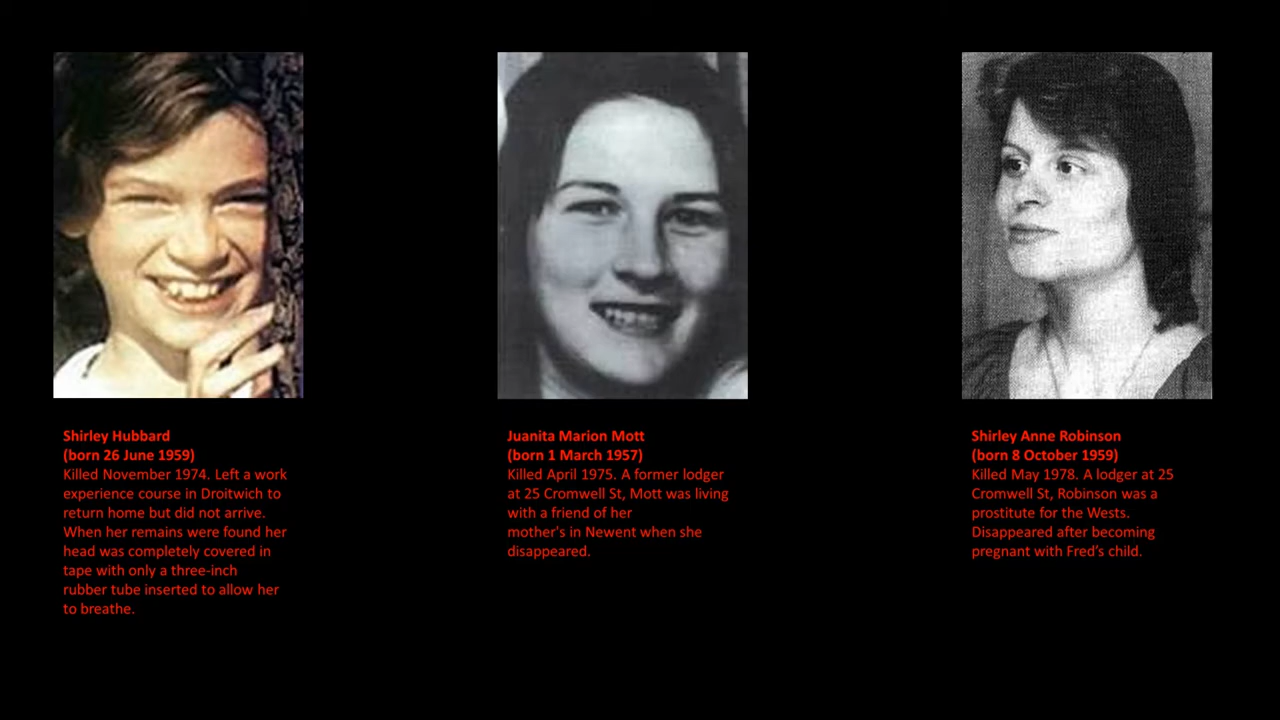 Shirley Hubbard
(born 26 June 1959)
Killed November 1974. Left a work
experience course in Droitwich to
return home but did not arrive.
When her remains were found her
head was completely covered in
tape with only a three-inch
rubber tube inserted to allow her
to breathe.
Juanita Marion Mott
(born 1 March 1957)
Killed April 1975. A former lodger
at 25 Cromwell St, Mott was living
with a friend of her
mother's in Newent when she
disappeared.
Shirley Anne Robinson
(born 8 October 1959)
Killed May 1978. A lodger at 25
Cromwell St, Robinson was a
prostitute for the Wests.
Disappeared after becoming
pregnant with Fred’s child.